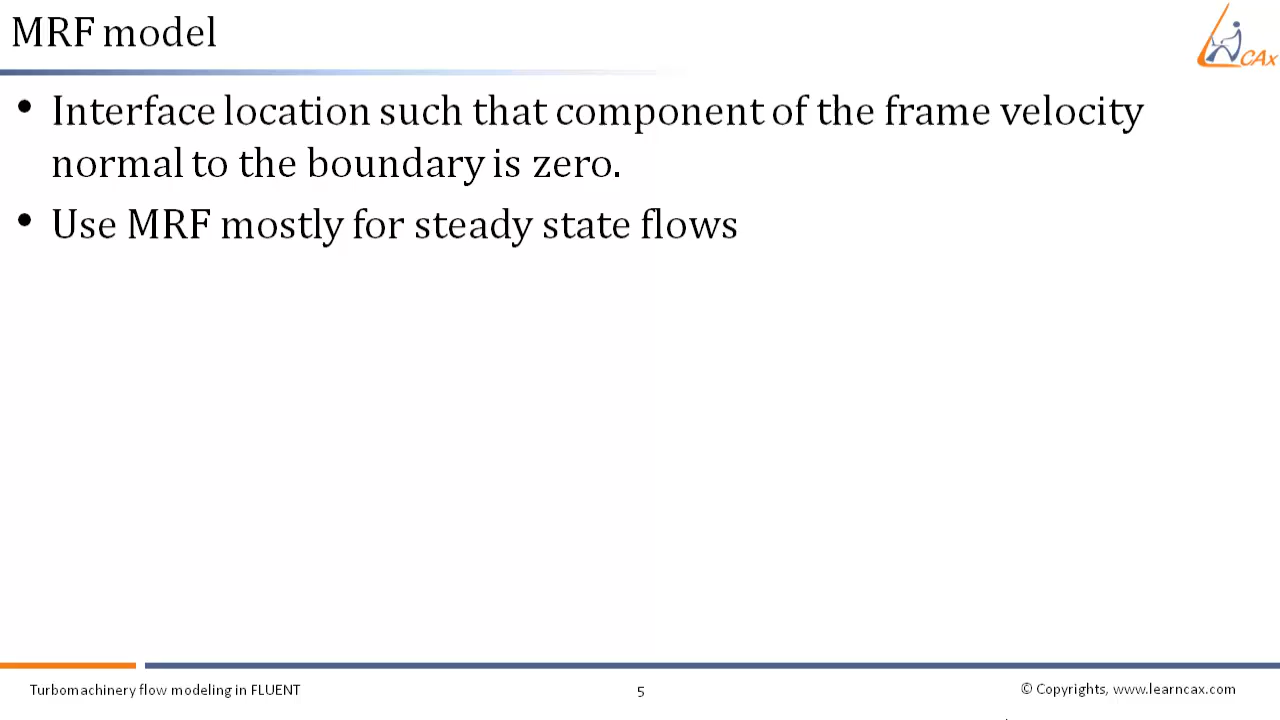 MRF model
CAx
• Interface location such that component of the frame velocity
normal to the boundary is zero.
• Use MRF mostly for steady state flows
Turbomachinery flow modeling in FLUENT
5
© Copyrights, www.learncax.com